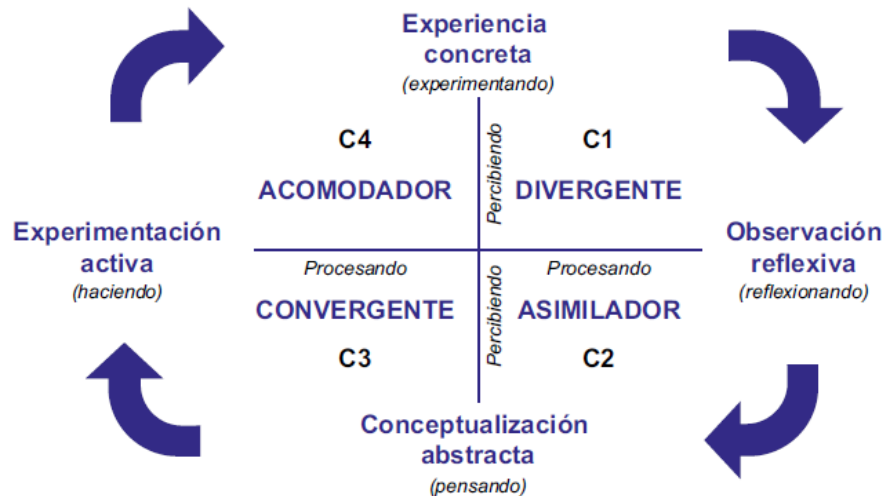 Experiencia
concreta
(experimentando)
C4
Percibiendo
C1
ACOMODADOR
DIVERGENTE
Experimentación
activa
(haciendo)
Observación
reflexiva
(reflexionando)
Procesando
Percibiendo
Procesando
CONVERGENTE
ASIMILADOR
C3
C2
Conceptualización
abstracta
(pensando)